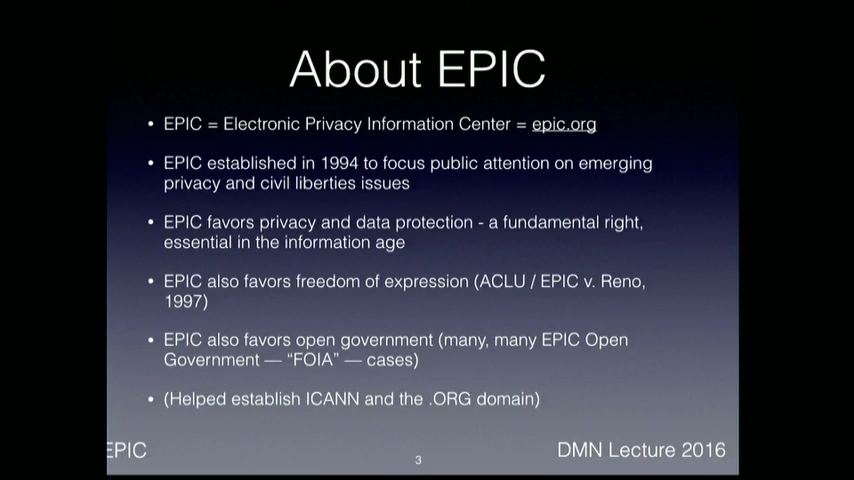 About EPIC
• EPIC = Electronic Privacy Information Center = epic.org
• EPIC established in 1994 to focus public attention on emerging
privacy and civil liberties issues
• EPIC favors privacy and data protection - a fundamental right,
essential in the information age
• EPIC also favors freedom of expression (ACLU / EPIC v. Reno,
1997)
• EPIC also favors open government (many, many EPIC Open
Government — “FOIA” — cases)
• (Helped establish ICANN and the .ORG domain)
EPIC
3
DMN Lecture 2016